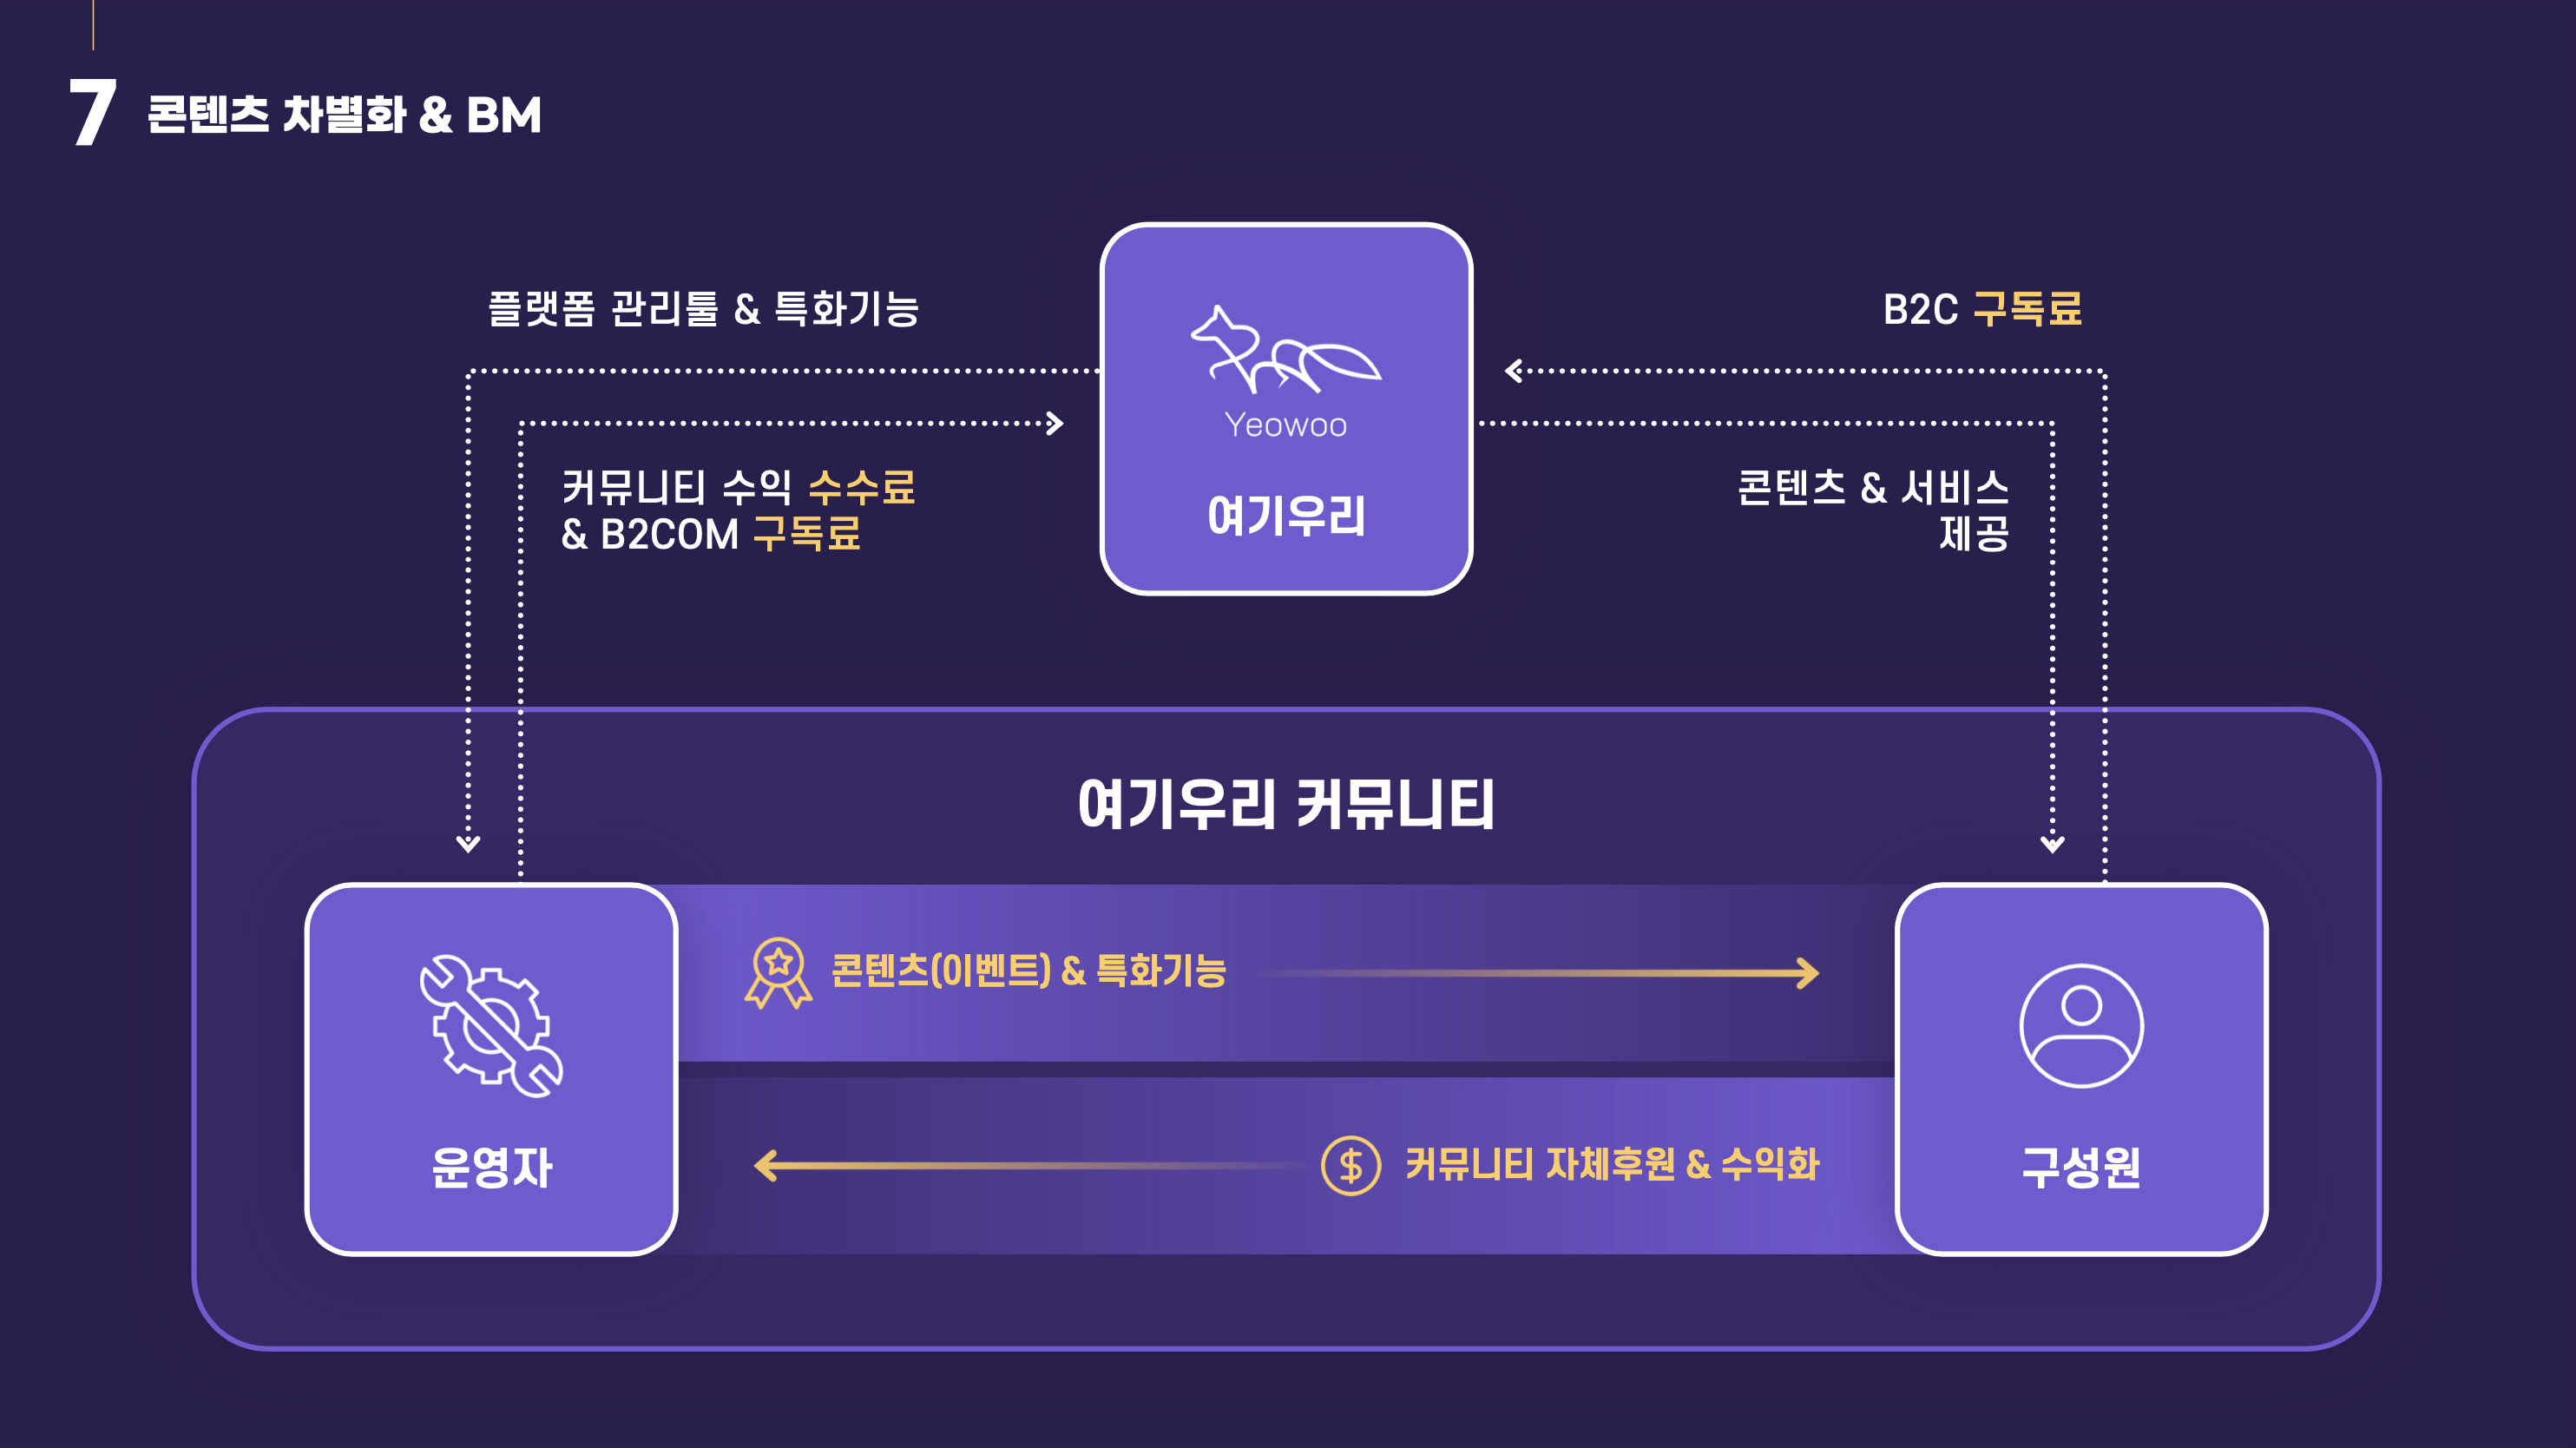 7 콘텐츠 차별화 & BM
플랫폼 관리툴 & 특화기능
B2C 구독료
Yeowoo
여기우리
커뮤니티 수익 수수료
& B2COM 구독료
콘텐츠 & 서비스
제공
여기우리 커뮤니티
콘텐츠(이벤트) & 특화기능
커뮤니티 자체후원 & 수익화
운영자
구성원